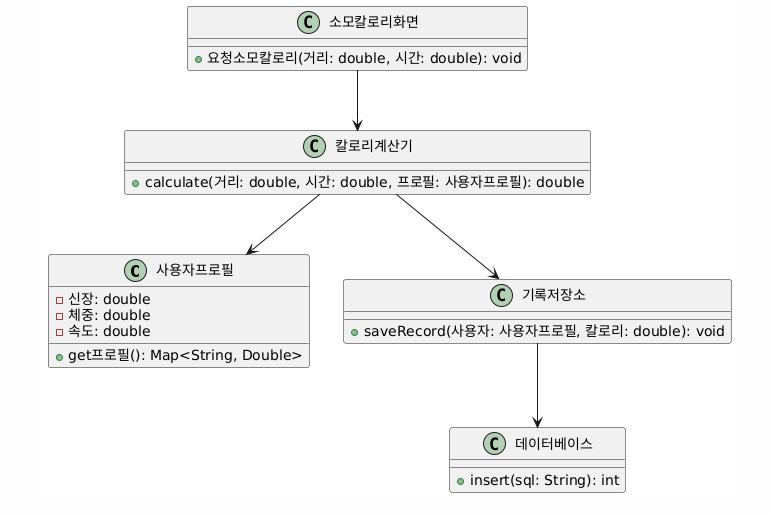 C 소모칼로리화면
요청소모칼로리(거리: double, 시간: double): void
C 칼로리계산기
calculate(거리: double, 시간: double, 프로필: 사용자프로필): double
C 사용자프로필
신장: double
체중: double
속도: double
get프로필(): Map<String, Double>
C 기록저장소
saveRecord(사용자: 사용자프로필, 칼로리: double): void
C 데이터베이스
insert(sql: String): int